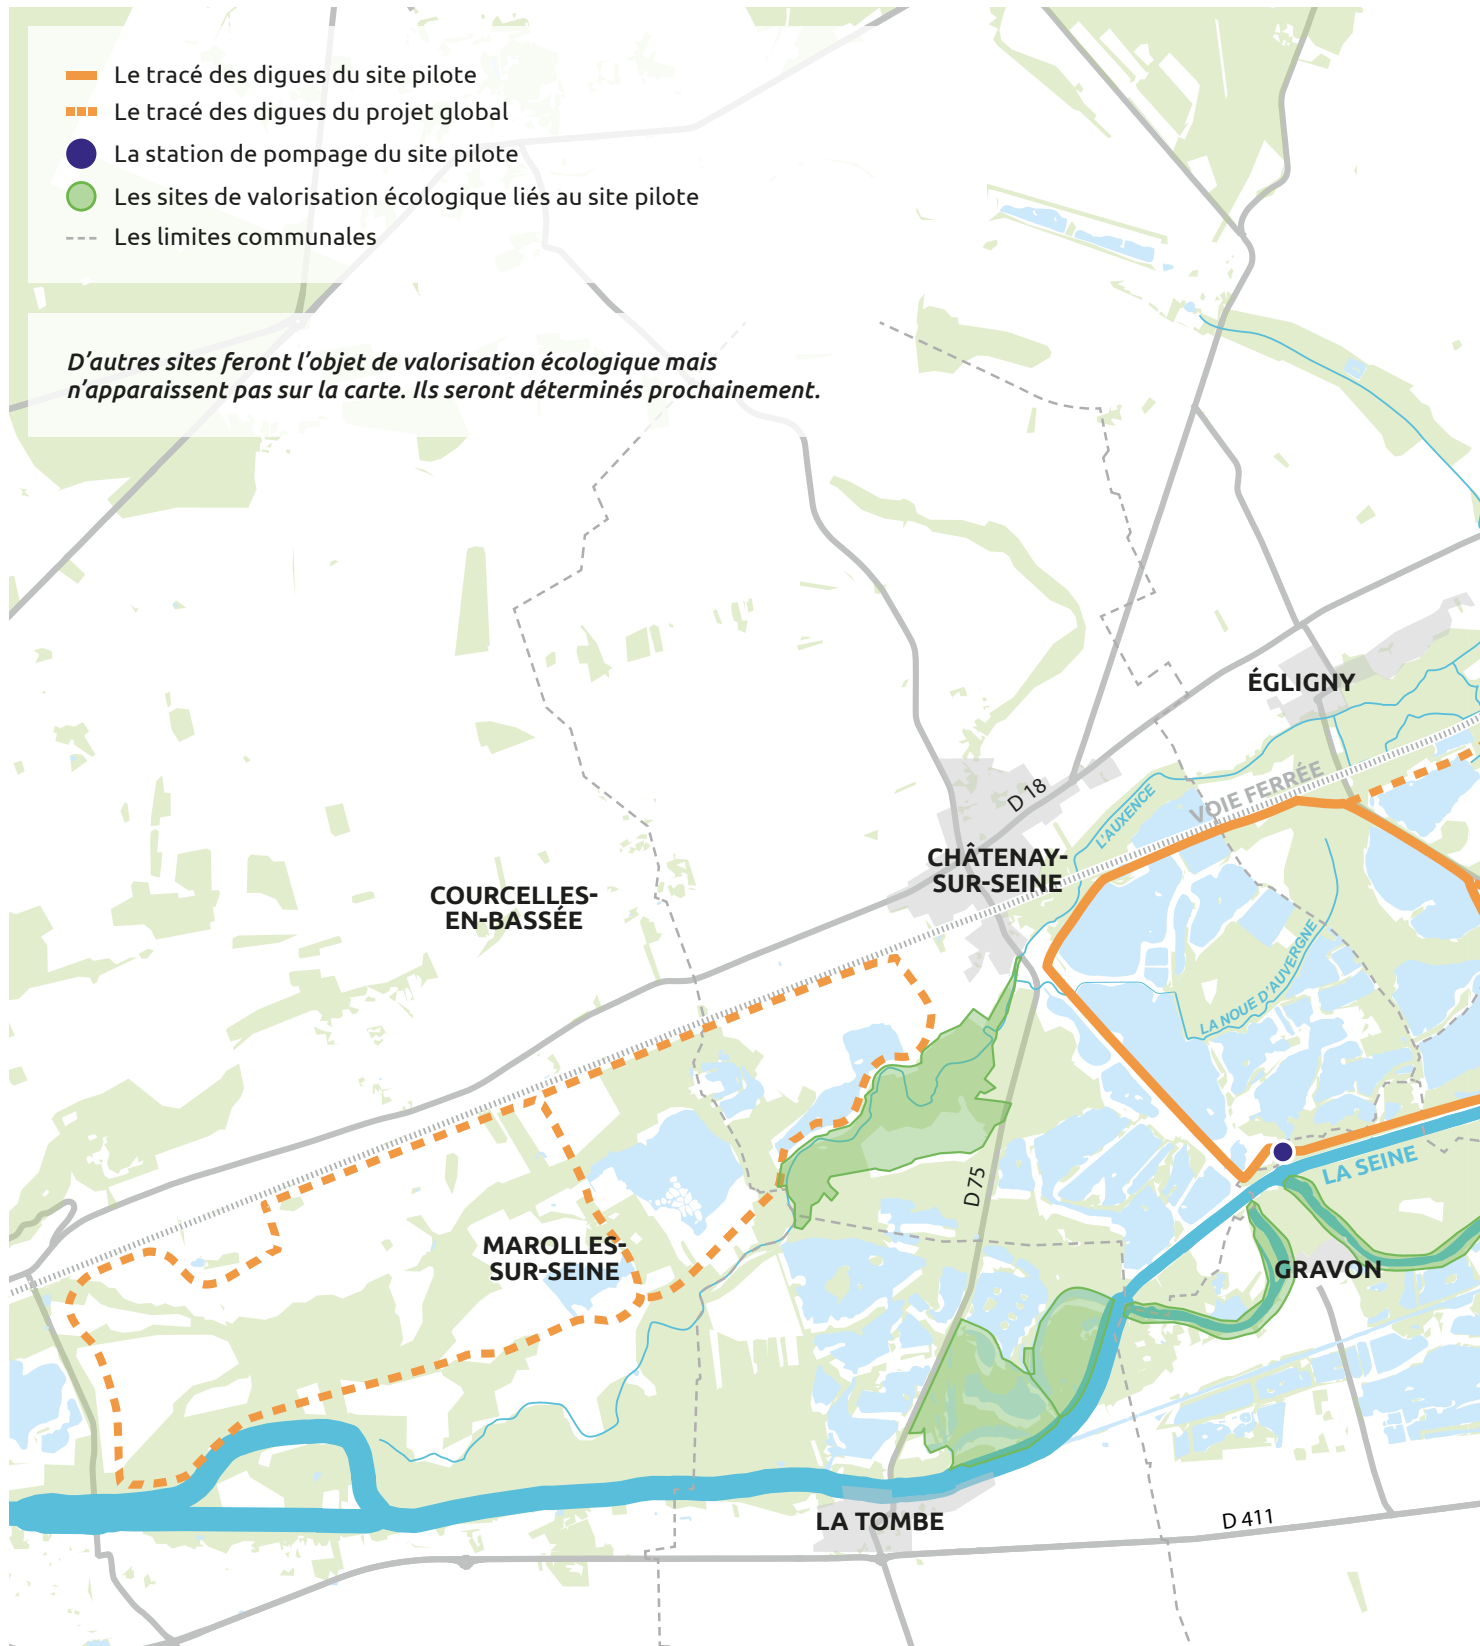 Le tracé des digues du site pilote
Le tracé des digues du projet global
La station de pompage du site pilote
Les sites de valorisation écologique liés au site pilote
Les limites communales
D’autres sites feront l’objet de valorisation écologique mais
n’apparaissent pas sur la carte. Ils seront déterminés prochainement.
ÉGLIGNY
VOIE FERRÉE
D 18
L'AUXENCE
CHÂTENAY-
SUR-SEINE
COURCELLES-
EN-BASSÉE
LA NOUE D'AUVERGNE
LA SEINE
D 75
MAROLLES-
SUR-SEINE
GRAVON
LA TOMBE
D 411